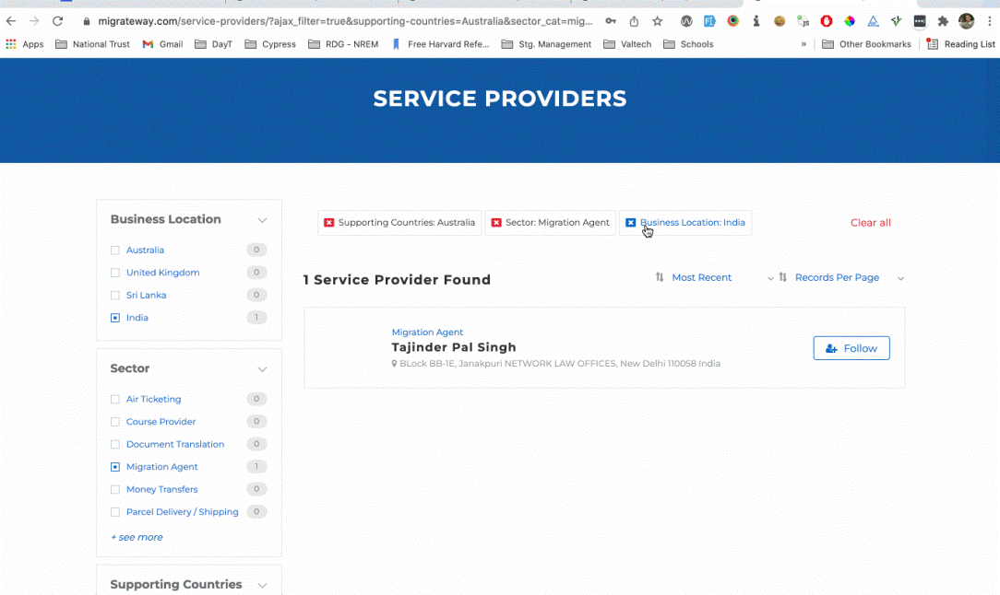 migrateway.com/service-providers/?ajax_filter=true&supporting-countries=Australia&sector_cat=mig...
Apps National Trust Gmail DayT Cypress RDG - NREM Free Harvard Refe... Stg. Management Valtech Schools » Other Bookmarks Reading List
SERVICE PROVIDERS
Business Location
Australia 0
United Kingdom 0
Sri Lanka 0
India 1
Sector
Air Ticketing 0
Course Provider 0
Document Translation 0
Migration Agent 1
Money Transfers 0
Parcel Delivery / Shipping 0
+ see more
Supporting Countries
Supporting Countries: Australia Sector: Migration Agent Business Location: India Clear all
1 Service Provider Found Most Recent Records Per Page
Migration Agent
Tajinder Pal Singh
BLock BB-1E, Janakpuri NETWORK LAW OFFICES, New Delhi 110058 India
Follow